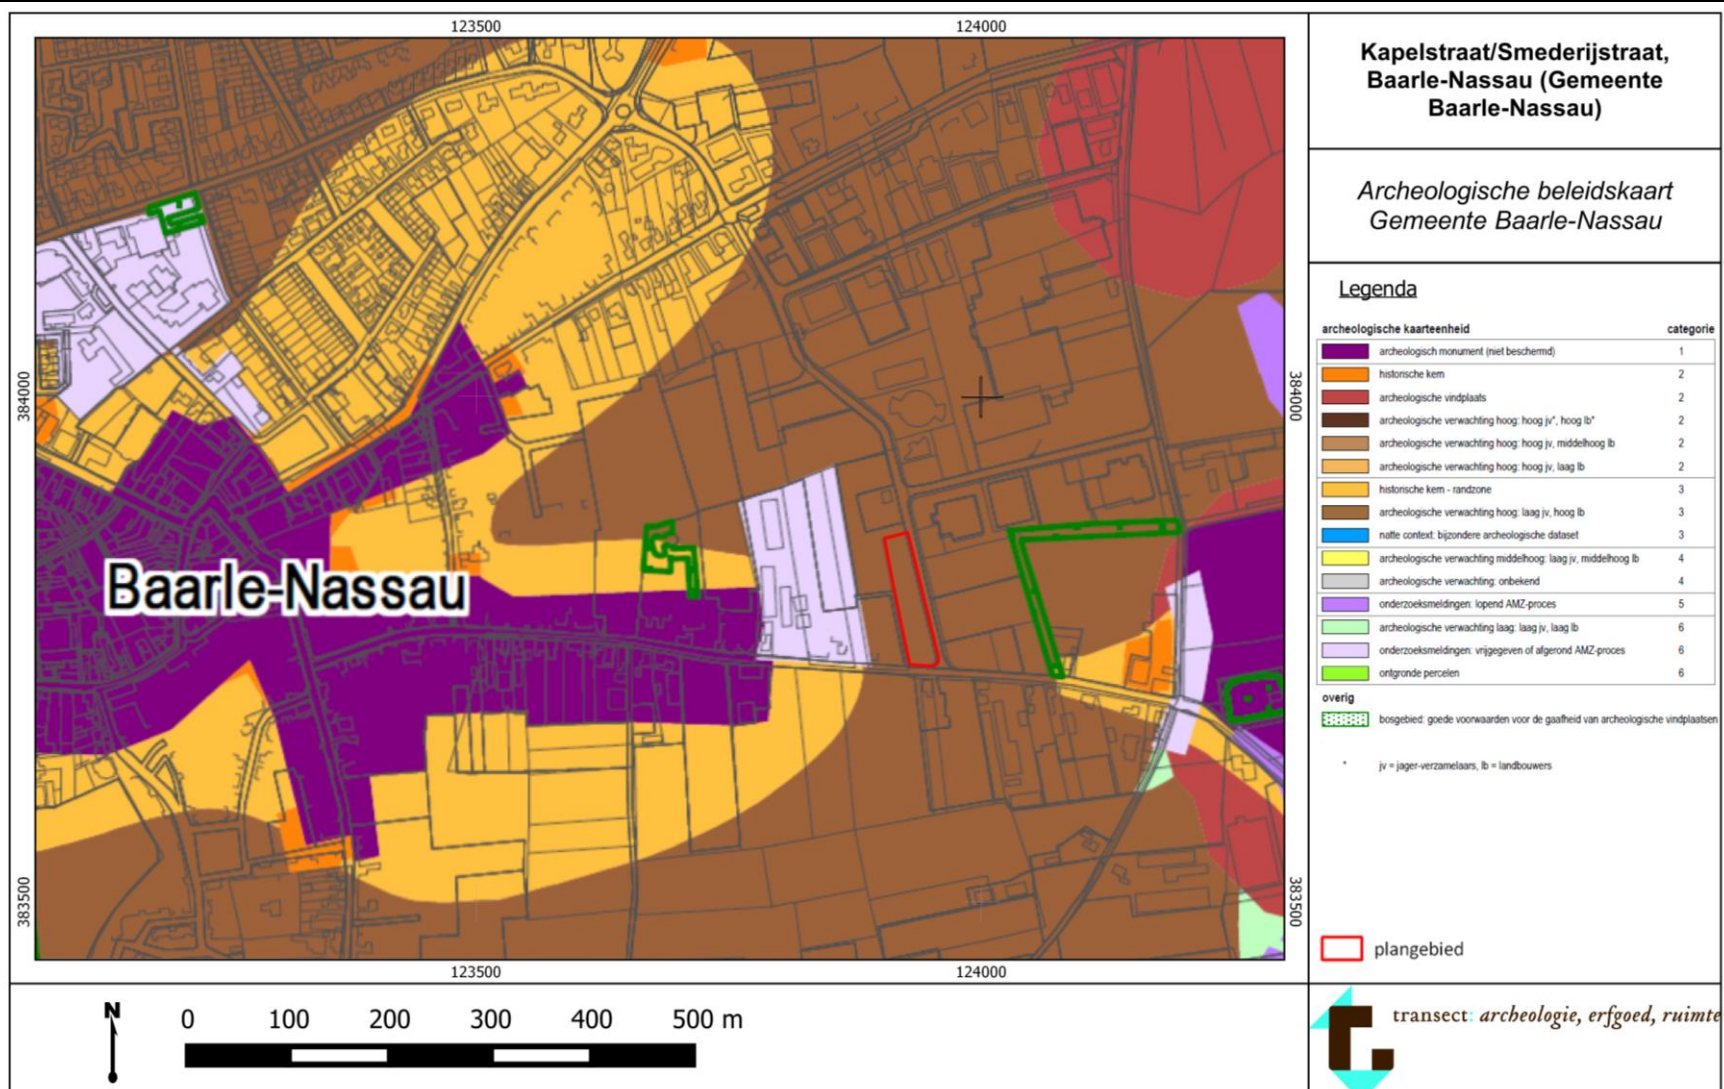 123500
124000
384000
384000
383500
383500
Baarle-Nassau
123500
124000
N
0 100 200 300 400 500 m
Kapelstraat/Smederijstraat,
Baarle-Nassau (Gemeente
Baarle-Nassau)
Archeologische beleidskaart
Gemeente Baarle-Nassau
Legenda
archeologische kaarteenheid categorie
archeologisch monument (niet beschermd) 1
historische kern 2
archeologische vindplaats 2
archeologische verwachting hoog: hoog jv*, hoog lb* 2
archeologische verwachting hoog: hoog jv, middelhoog lb 2
archeologische verwachting hoog: hoog jv, laag lb 2
historische kern - randzone 3
archeologische verwachting hoog: laag jv, hoog lb 3
natte context: bijzondere archeologische dataset 3
archeologische verwachting middelhoog: laag jv, middelhoog lb 4
archeologische verwachting: onbekend 4
onderzoeksmeldingen: lopend AMZ-proces 5
archeologische verwachting laag: laag jv, laag lb 6
onderzoeksmeldingen: vrijgegeven of afgerond AMZ-proces 6
ontgronde percelen 6
overig
bosgebied: goede voorwaarden voor de gaafheid van archeologische vindplaatsen
* jv = jager-verzamelaars, lb = landbouwers
plangebied
transect: archeologie, erfgoed, ruimte